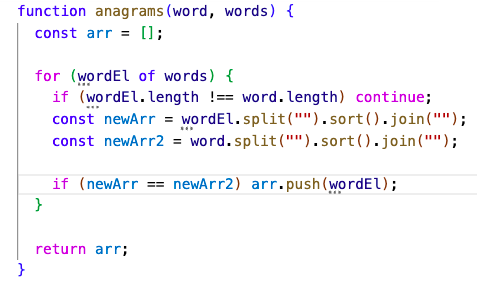 function anagrams(word, words) {
  const arr = [];

  for (wordEl of words) {
    if (wordEl.length !== word.length) continue;
    const newArr = wordEl.split("").sort().join("");
    const newArr2 = word.split("").sort().join("");

    if (newArr == newArr2) arr.push(wordEl);
  }

  return arr;
}